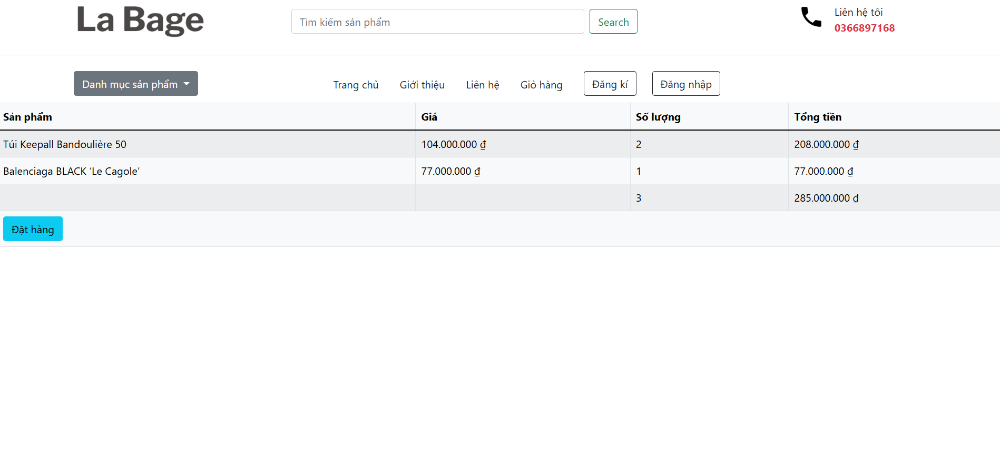 La Bage
Tìm kiếm sản phẩm
Search
Liên hệ tôi
0366897168
Danh mục sản phẩm
Trang chủ
Giới thiệu
Liên hệ
Giỏ hàng
Đăng kí
Đăng nhập
Sản phẩm Giá Số lượng Tổng tiền
Túi Keepall Bandoulière 50 104.000.000 ₫ 2 208.000.000 ₫
Balenciaga BLACK ‘Le Cagole’ 77.000.000 ₫ 1 77.000.000 ₫
3 285.000.000 ₫
Đặt hàng